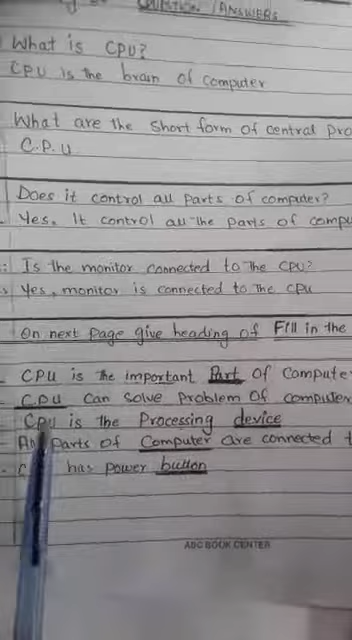 QUESTION / ANSWERS
What is CPU?
CPU is the brain of computer
What are the short form of central pro
C.P.U
Does it control all parts of computer?
Yes. It control all the parts of compu
Is the monitor connected to the CPU?
Yes, monitor is connected to the CPU
On next page give heading of Fill in the
CPU is the important Part of Compute
C.P.U can solve problem of computer
CPU is the Processing device
All parts of Computer are connected t
has power button
ABC BOOK CENTER